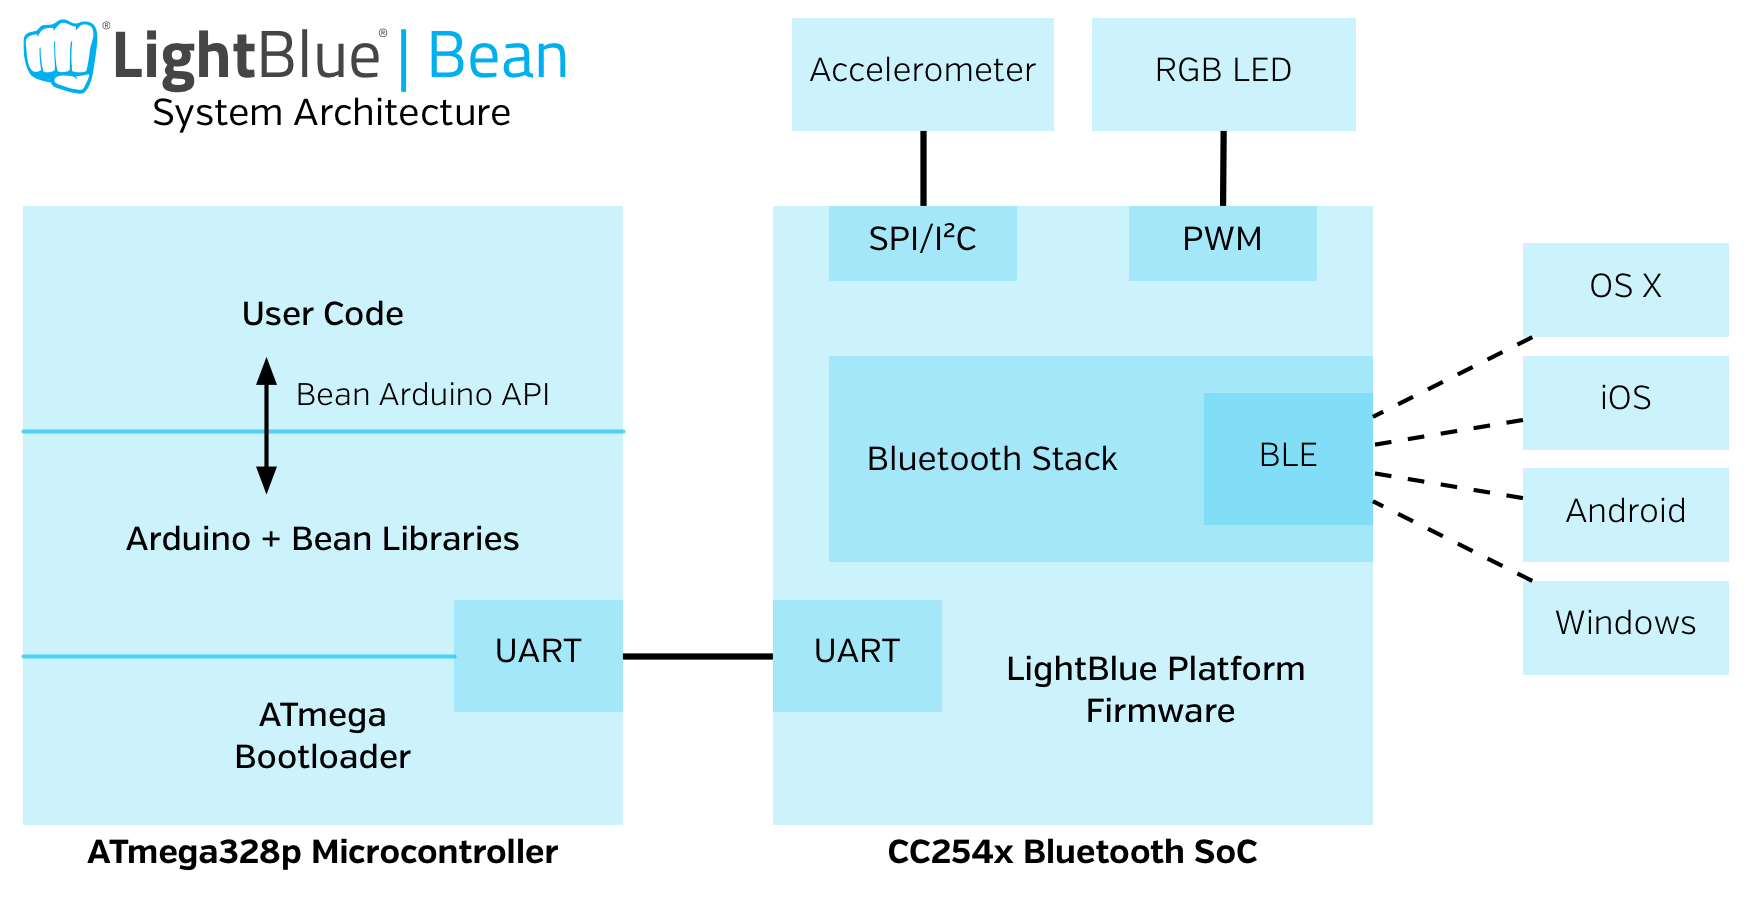 ® LightBlue® | Bean
System Architecture
Accelerometer
RGB LED
SPI/I²C
PWM
User Code
Bean Arduino API
Arduino + Bean Libraries
UART
ATmega
Bootloader
ATmega328p Microcontroller
Bluetooth Stack
BLE
UART
LightBlue Platform
Firmware
CC254x Bluetooth SoC
OS X
iOS
Android
Windows